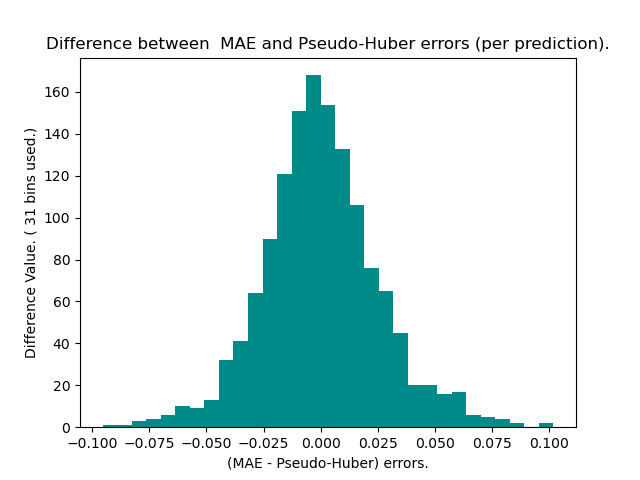 Difference between  MAE and Pseudo-Huber errors (per prediction).
Difference Value. ( 31 bins used.)
160
140
120
100
80
60
40
20
0
−0.100 −0.075 −0.050 −0.025 0.000 0.025 0.050 0.075 0.100
(MAE - Pseudo-Huber) errors.